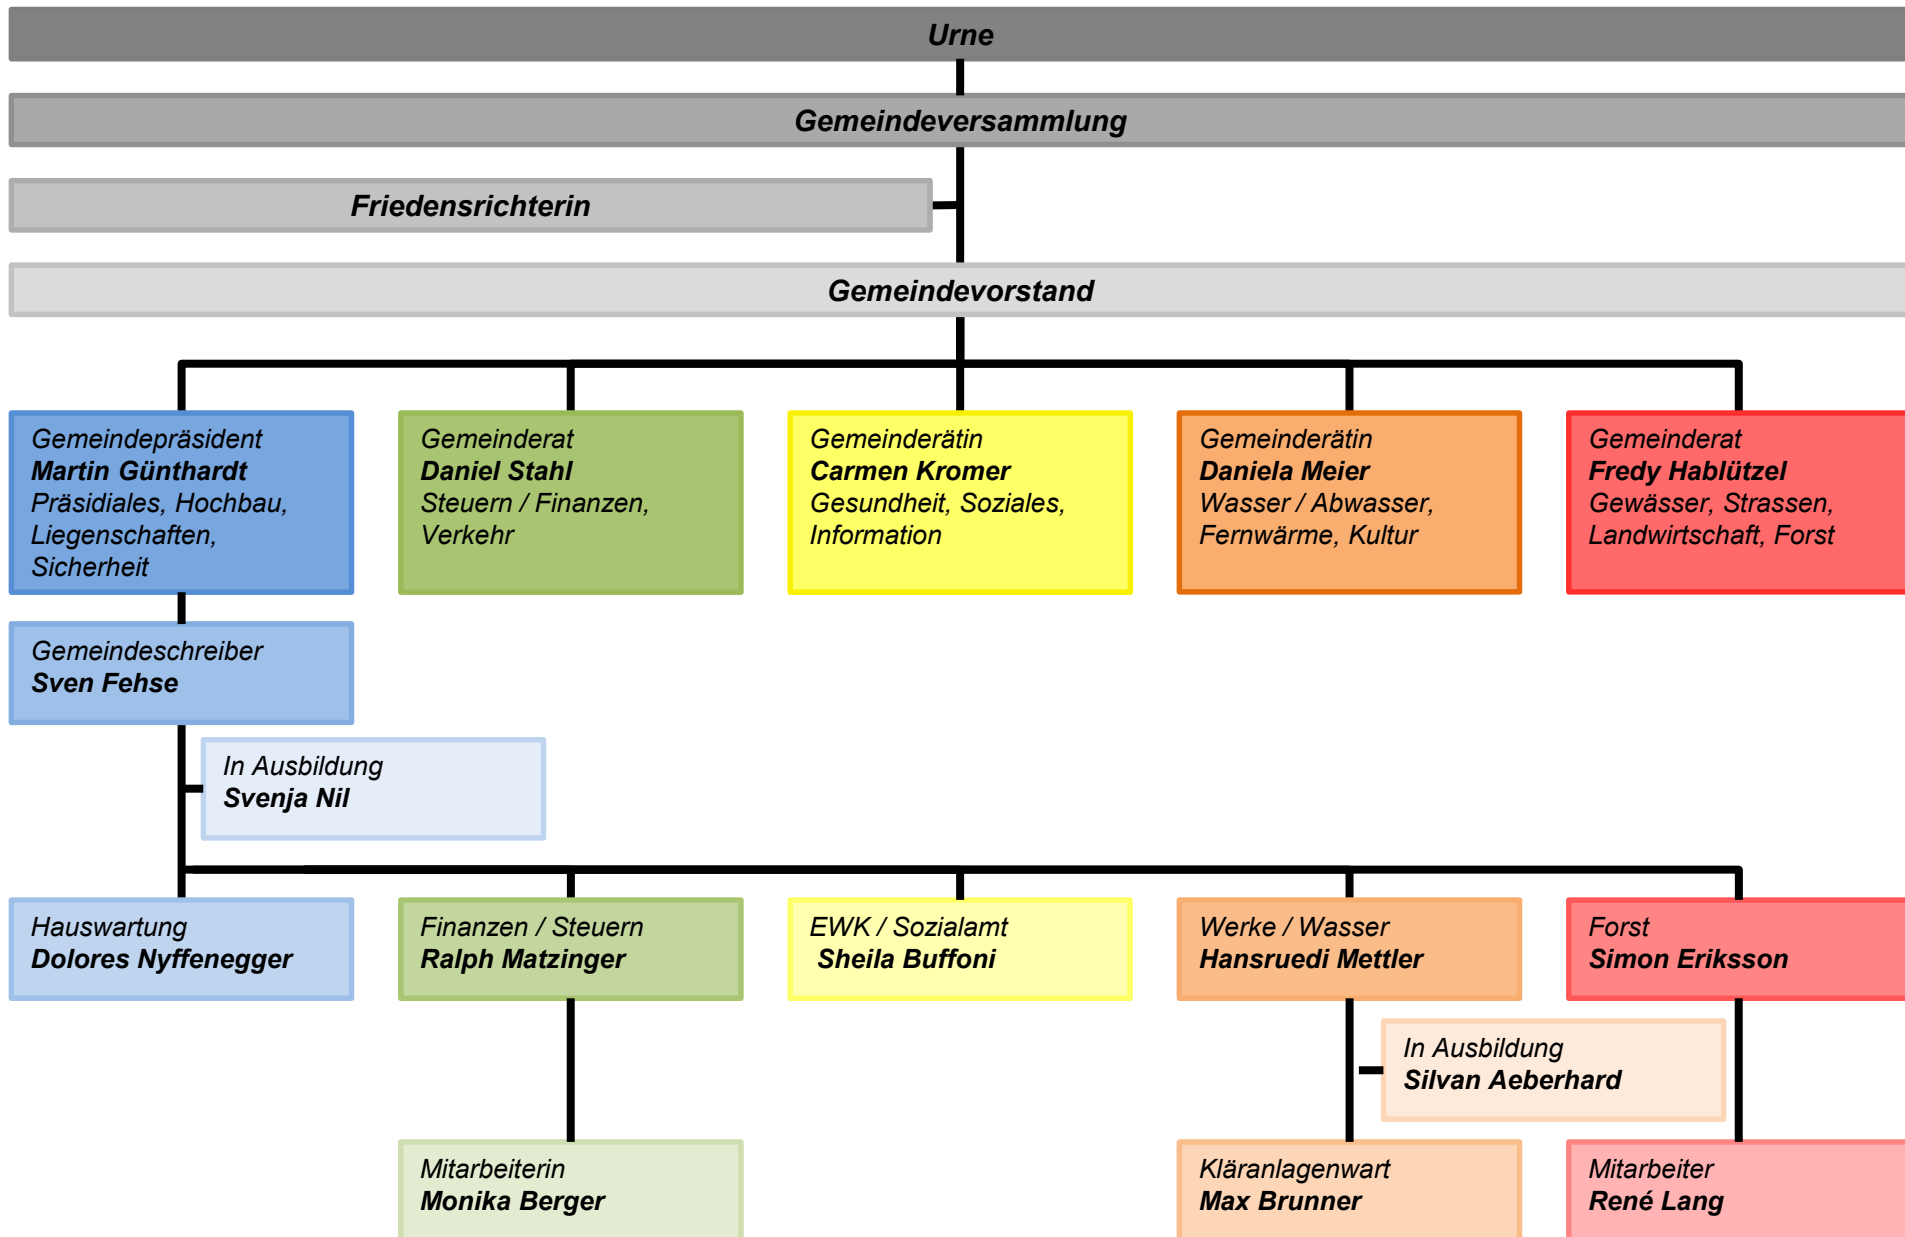 Urne
Gemeindeversammlung
Friedensrichterin
Gemeindevorstand
Gemeindepräsident
Martin Günthardt
Präsidiales, Hochbau,
Liegenschaften,
Sicherheit
Gemeinderat
Daniel Stahl
Steuern / Finanzen,
Verkehr
Gemeinderätin
Carmen Kromer
Gesundheit, Soziales,
Information
Gemeinderätin
Daniela Meier
Wasser / Abwasser,
Fernwärme, Kultur
Gemeinderat
Fredy Hablützel
Gewässer, Strassen,
Landwirtschaft, Forst
Gemeindeschreiber
Sven Fehse
In Ausbildung
Svenja Nil
Hauswartung
Dolores Nyffenegger
Finanzen / Steuern
Ralph Matzinger
EWK / Sozialamt
Sheila Buffoni
Werke / Wasser
Hansruedi Mettler
Forst
Simon Eriksson
In Ausbildung
Silvan Aeberhard
Mitarbeiterin
Monika Berger
Kläranlagenwart
Max Brunner
Mitarbeiter
René Lang